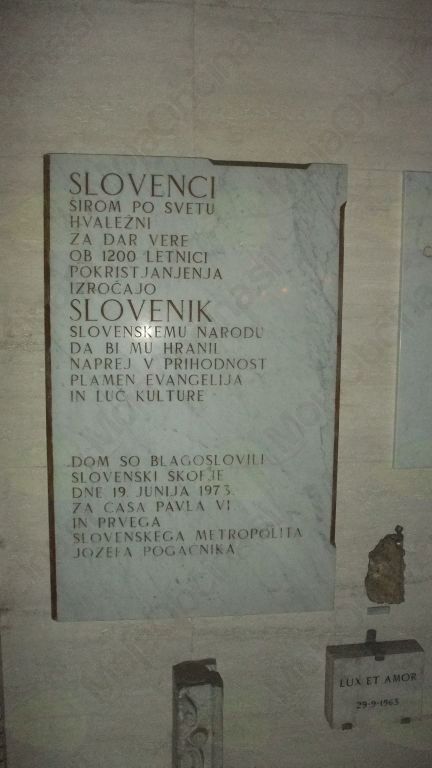 SLOVENCI
ŠIROM PO SVETU
HVALEŽNI
ZA DAR VERE
OB 1200 LETNICI
POKRISTJANJENJA
IZROČAJO
SLOVENIK
SLOVENSKEMU NARODU
DA BI MU HRANIL
NAPREJ V PRIHODNOST
PLAMEN EVANGELIJA
IN LUČ KULTURE
DOM SO BLAGOSLOVILI
SLOVENSKI ŠKOFJE
DNE 19. JUNIJA 1973.
ZA ČASA PAVLA VI.
IN PRVEGA
SLOVENSKEGA METROPOLITA
JOŽEFA POGAČNIKA
LUX ET AMOR
29-9-1963